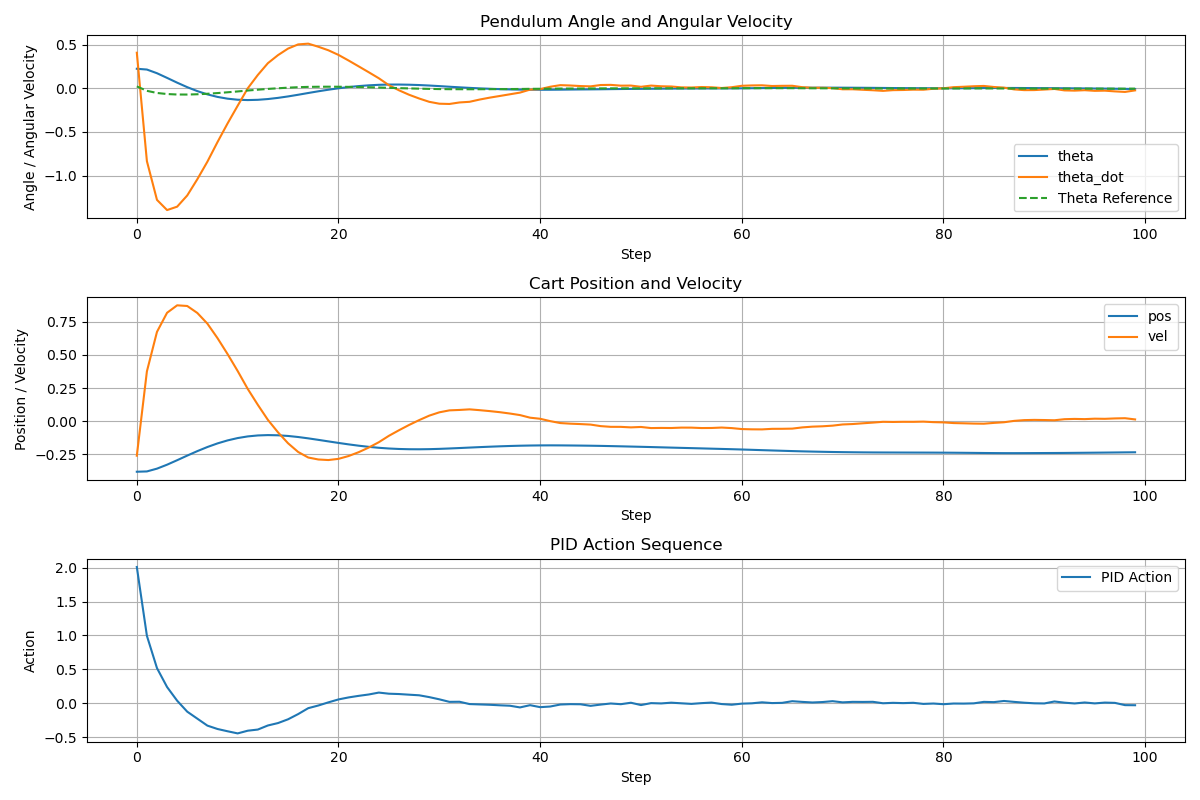 Pendulum Angle and Angular Velocity
Angle / Angular Velocity
0.5
0.0
−0.5
−1.0
theta
theta_dot
Theta Reference
0
20
40
60
80
100
Step
Cart Position and Velocity
Position / Velocity
0.75
0.50
0.25
0.00
−0.25
pos
vel
0
20
40
60
80
100
Step
PID Action Sequence
Action
2.0
1.5
1.0
0.5
0.0
−0.5
PID Action
0
20
40
60
80
100
Step